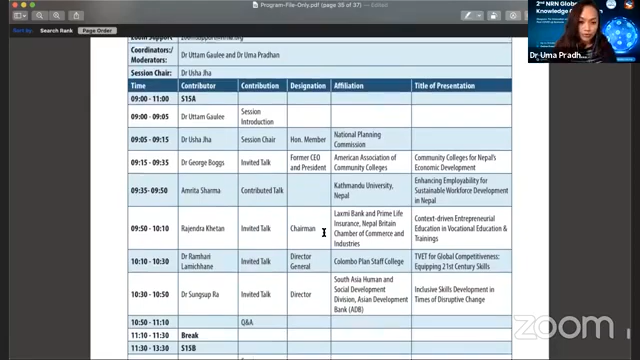 Program-File-Only.pdf (page 35 of 37) — Edited
Sort by: Search Rank Page Order
2nd NRN Global
Knowledge
Dr Uma Pradh...
Zoom Support
Coordinators:/
Moderators: Dr Uttam Gaulee and Dr Uma Pradhan
Session Chair: Dr Usha Jha
Time Contributor Contribution Designation Affiliation Title of Presentation
09:00 - 11:00 S15A
09:00 - 09:05 Dr Uttam Gaulee Session
Introduction
09:05 - 09:15 Dr Usha Jha Session Chair Hon. Member National Planning
Commission
09:15 - 09:35 Dr George Boggs Invited Talk Former CEO
and President American Association of
Community Colleges Community Colleges for Nepal's
Economic Development
09:35-09:50 Amrita Sharma Contributed Talk Kathmandu University,
Nepal Enhancing Employability for
Sustainable Workforce Development
in Nepal
09:50 - 10:10 Rajendra Khetan Invited Talk Chairman Laxmi Bank and Prime Life
Insurance, Nepal Britain
Chamber of Commerce and
Industries Context-driven Entrepreneurial
Education in Vocational Education &
Trainings
10:10 - 10:30 Dr Ramhari
Lamichhane Invited Talk Director
General Colombo Plan Staff College TVET for Global Competitiveness:
Equipping 21st Century Skills
10:30 - 10:50 Dr Sungsup Ra Invited Talk Director South Asia Human and
Social Development
Division, Asian Development
Bank (ADB) Inclusive Skills Development in
Times of Disruptive Change
10:50 - 11:10 Q&A
11:10 - 11:30 Break
11:30 - 13:30 S15B
zoom